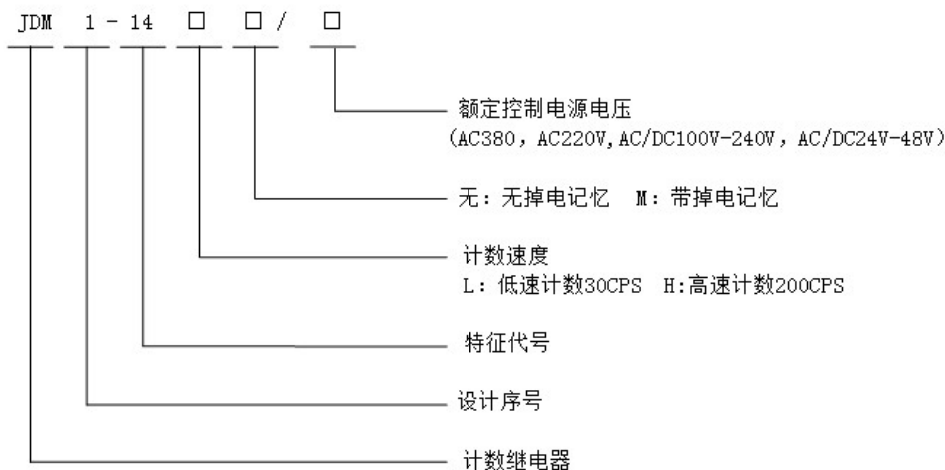 JDM 1 - 14 □ □ / □
额定控制电源电压
(AC380, AC220V,AC/DC100V-240V, AC/DC24V-48V)
无：无掉电记忆 M：带掉电记忆
计数速度
L：低速计数30CPS H:高速计数200CPS
特征代号
设计序号
计数继电器